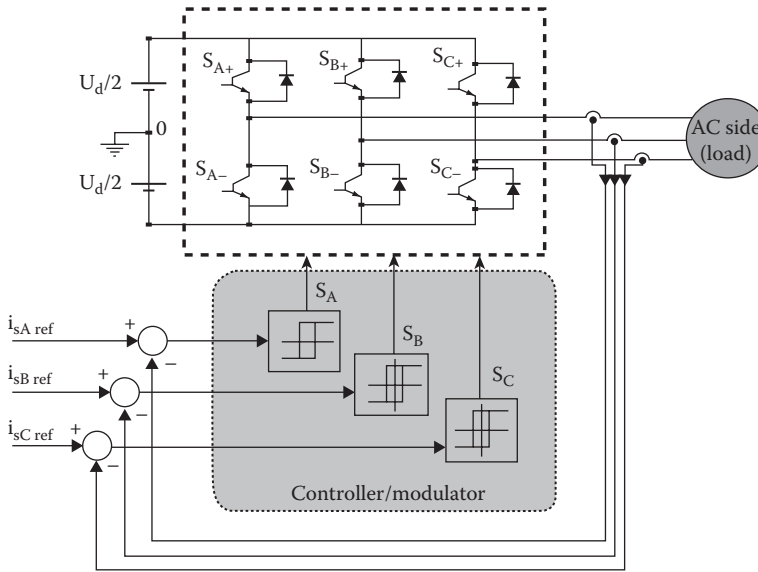 S_A+
S_B+
S_C+
U_d/2
0
AC side
(load)
S_A−
S_B−
S_C−
U_d/2
S_A
i_sA ref
+
−
S_B
i_sB ref
+
−
S_C
i_sC ref
+
−
Controller/modulator